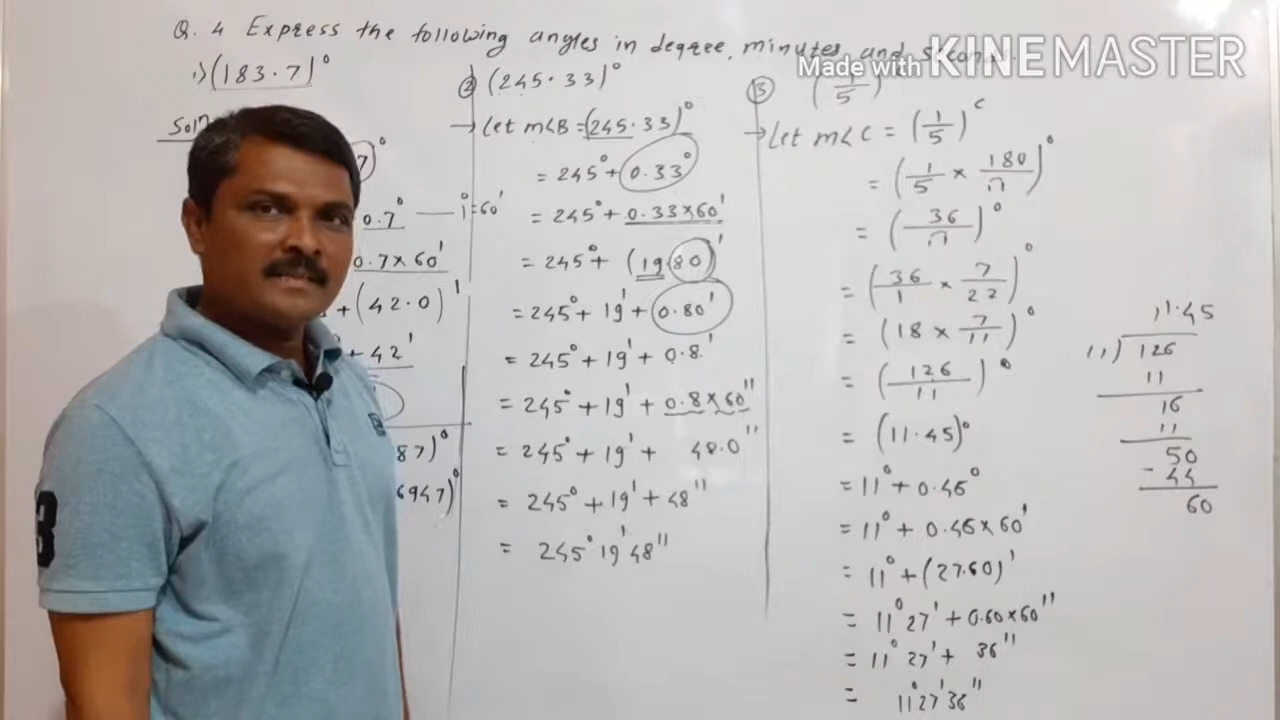 Q. 4 Express the following angles in degree, minutes and
Made with KINEMASTER
1) (183.7)°
Soln
7)°
0.7° — 1°=60'
0.7 × 60'
+ (42.0)'
+ 42'
87)°
6947)°
② (245.33)°
→ Let m∠B = (245.33)°
= 245° + 0.33°
= 245° + 0.33×60'
= 245° + (19.80)'
= 245° + 19' + 0.80'
= 245° + 19' + 0.8'
= 245° + 19' + 0.8×60"
= 245° + 19' + 48.0"
= 245° + 19' + 48"
= 245° 19' 48"
③ (1/5)
→ Let m∠C = (1/5)ᶜ
= (1/5 × 180/π)°
= (36/π)°
= (36/1 × 7/22)°
= (18 × 7/11)°
= (126/11)°
= (11.45)°
= 11° + 0.45°
= 11° + 0.45×60'
= 11° + (27.60)'
= 11° 27' + 0.60×60"
= 11° 27' + 36"
= 11° 27' 36"
11.45
11) 126
11
16
11
50
- 44
60